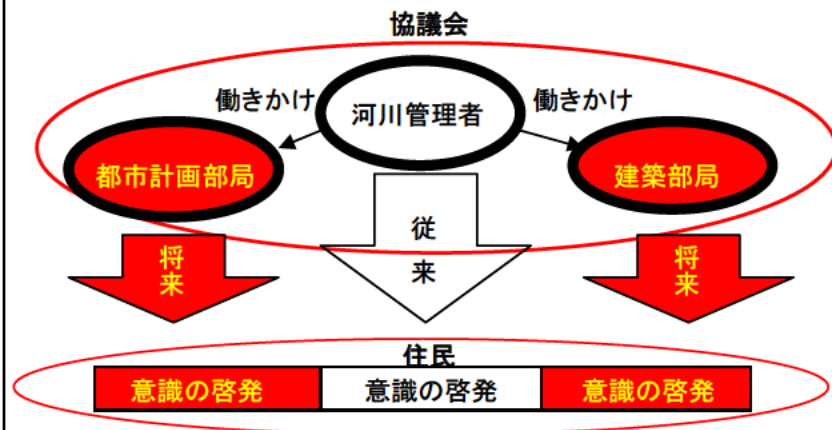 協議会
働きかけ
河川管理者
働きかけ
都市計画部局
建築部局
将来
従来
将来
住民
意識の啓発
意識の啓発
意識の啓発